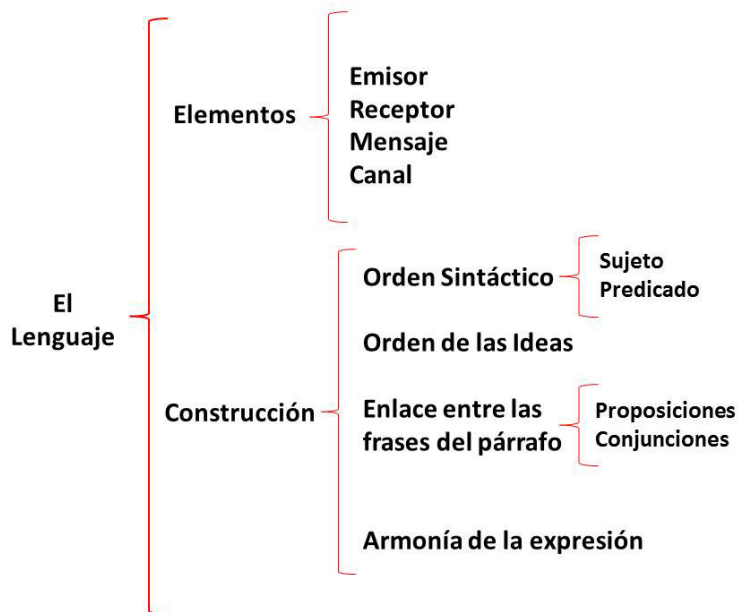 El
Lenguaje
Elementos
Emisor
Receptor
Mensaje
Canal
Construcción
Orden Sintáctico
Sujeto
Predicado
Orden de las Ideas
Enlace entre las
frases del párrafo
Proposiciones
Conjunciones
Armonía de la expresión